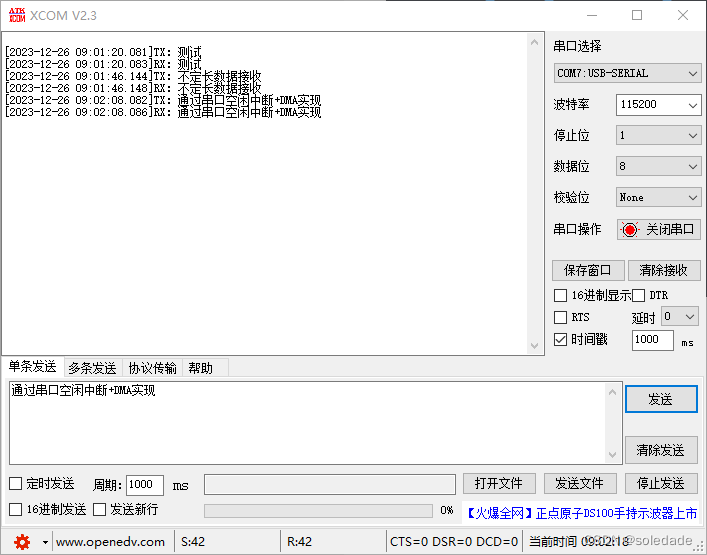 ATK
XCOM
XCOM V2.3
[2023-12-26 09:01:20.081]TX: 测试
[2023-12-26 09:01:20.083]RX: 测试
[2023-12-26 09:01:46.144]TX: 不定长数据接收
[2023-12-26 09:01:46.148]RX: 不定长数据接收
[2023-12-26 09:02:08.082]TX: 通过串口空闲中断+DMA实现
[2023-12-26 09:02:08.086]RX: 通过串口空闲中断+DMA实现
串口选择
COM7:USB-SERIAL
波特率 115200
停止位 1
数据位 8
校验位 None
串口操作 关闭串口
保存窗口 清除接收
16进制显示 DTR
RTS 延时 0
时间戳 1000 ms
单条发送 多条发送 协议传输 帮助
通过串口空闲中断+DMA实现
发送
清除发送
定时发送 周期: 1000 ms 打开文件 发送文件 停止发送
16进制发送 发送新行 0% 【火爆全网】正点原子DS100手持示波器上市
www.openedv.com S:42 R:42 CTS=0 DSR=0 DCD=0 当前时间 09:02:18